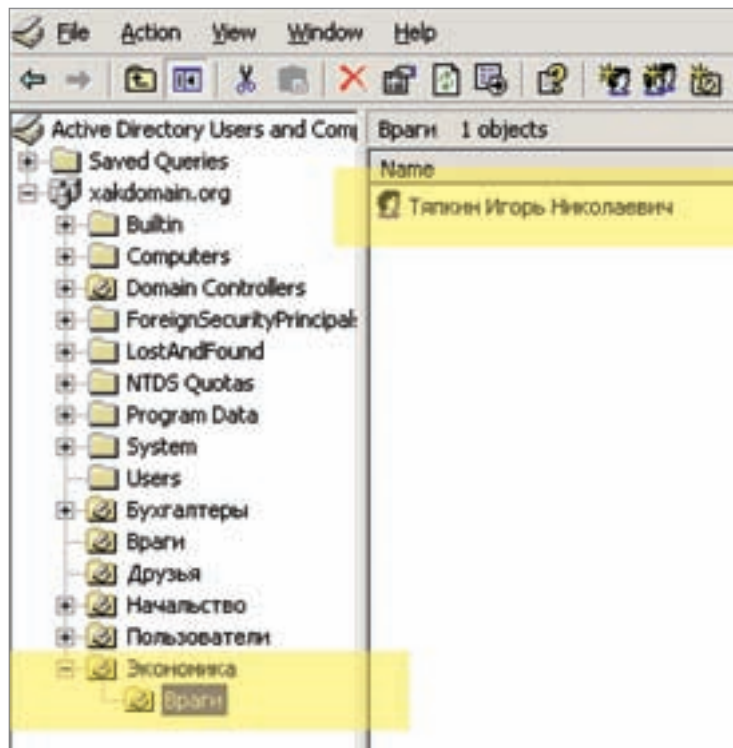 File Action View Window Help
Active Directory Users and Comp
Враги 1 objects
Saved Queries
Name
xakdomain.org
Тяпкин Игорь Николаевич
Builtin
Computers
Domain Controllers
ForeignSecurityPrincipals
LostAndFound
NTDS Quotas
Program Data
System
Users
Бухгалтеры
Враги
Друзья
Начальство
Пользователи
Экономика
Враги